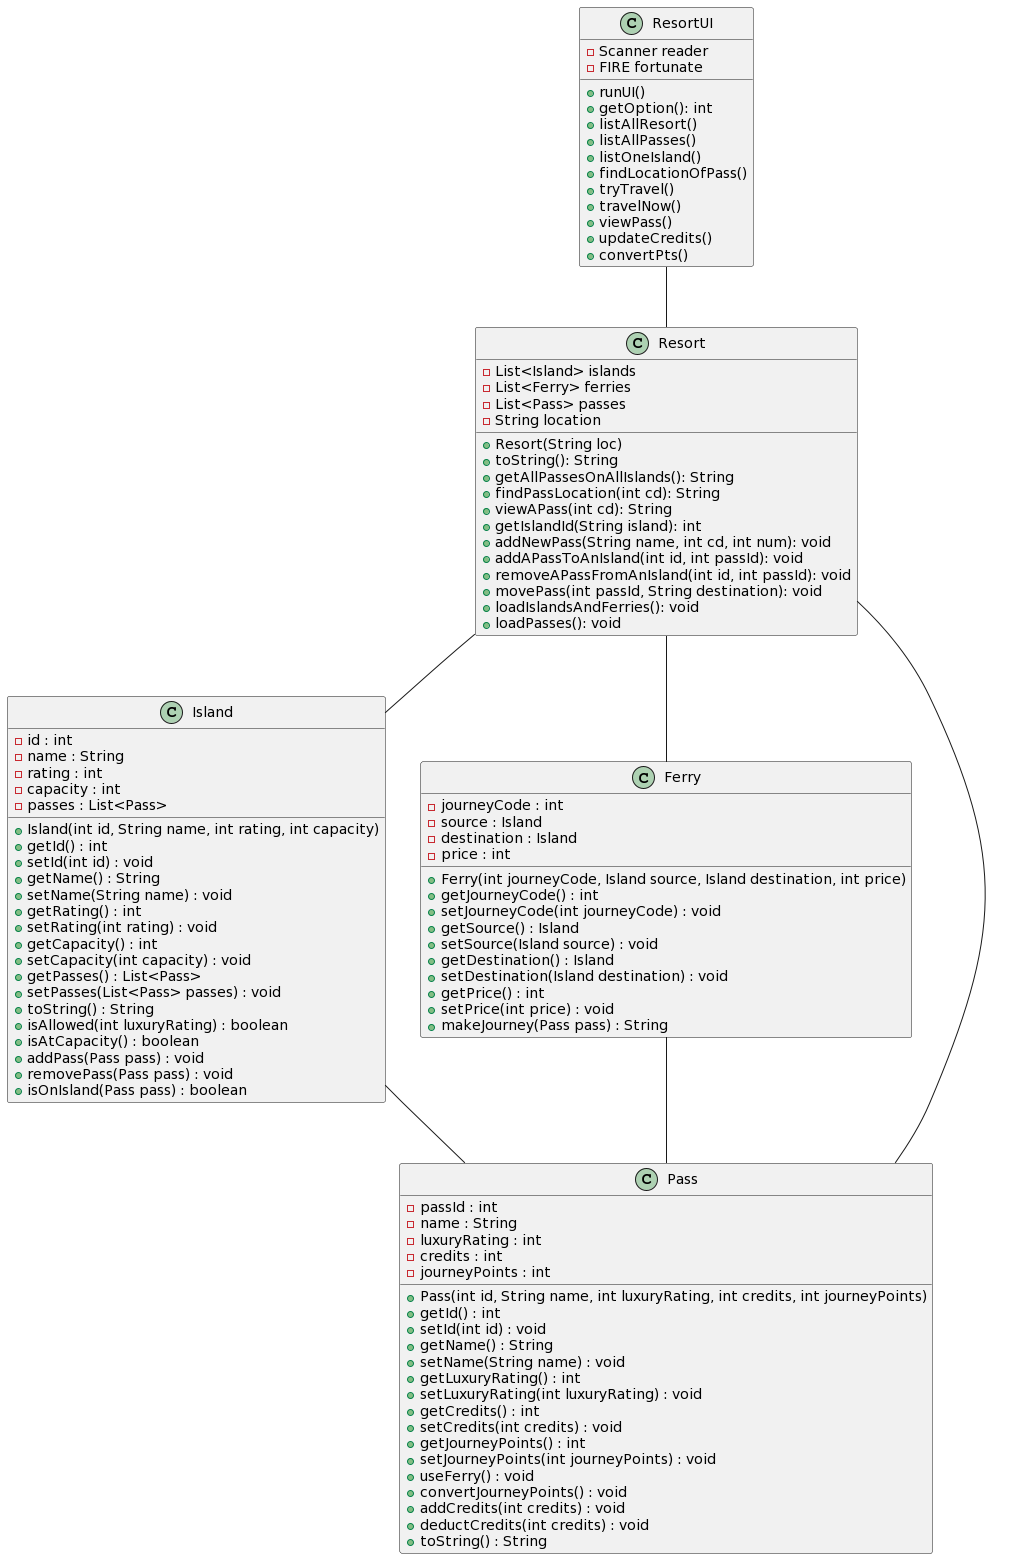 ResortUI
Scanner reader
FIRE fortunate
runUI()
getOption(): int
listAllResort()
listAllPasses()
listOneIsland()
findLocationOfPass()
tryTravel()
travelNow()
viewPass()
updateCredits()
convertPts()
Resort
List<Island> islands
List<Ferry> ferries
List<Pass> passes
String location
Resort(String loc)
toString(): String
getAllPassesOnAllIslands(): String
findPassLocation(int cd): String
viewAPass(int cd): String
getIslandId(String island): int
addNewPass(String name, int cd, int num): void
addAPassToAnIsland(int id, int passId): void
removeAPassFromAnIsland(int id, int passId): void
movePass(int passId, String destination): void
loadIslandsAndFerries(): void
loadPasses(): void
Island
id : int
name : String
rating : int
capacity : int
passes : List<Pass>
Island(int id, String name, int rating, int capacity)
getId() : int
setId(int id) : void
getName() : String
setName(String name) : void
getRating() : int
setRating(int rating) : void
getCapacity() : int
setCapacity(int capacity) : void
getPasses() : List<Pass>
setPasses(List<Pass> passes) : void
toString() : String
isAllowed(int luxuryRating) : boolean
isAtCapacity() : boolean
addPass(Pass pass) : void
removePass(Pass pass) : void
isOnIsland(Pass pass) : boolean
Ferry
journeyCode : int
source : Island
destination : Island
price : int
Ferry(int journeyCode, Island source, Island destination, int price)
getJourneyCode() : int
setJourneyCode(int journeyCode) : void
getSource() : Island
setSource(Island source) : void
getDestination() : Island
setDestination(Island destination) : void
getPrice() : int
setPrice(int price) : void
makeJourney(Pass pass) : String
Pass
passId : int
name : String
luxuryRating : int
credits : int
journeyPoints : int
Pass(int id, String name, int luxuryRating, int credits, int journeyPoints)
getId() : int
setId(int id) : void
getName() : String
setName(String name) : void
getLuxuryRating() : int
setLuxuryRating(int luxuryRating) : void
getCredits() : int
setCredits(int credits) : void
getJourneyPoints() : int
setJourneyPoints(int journeyPoints) : void
useFerry() : void
convertJourneyPoints() : void
addCredits(int credits) : void
deductCredits(int credits) : void
toString() : String